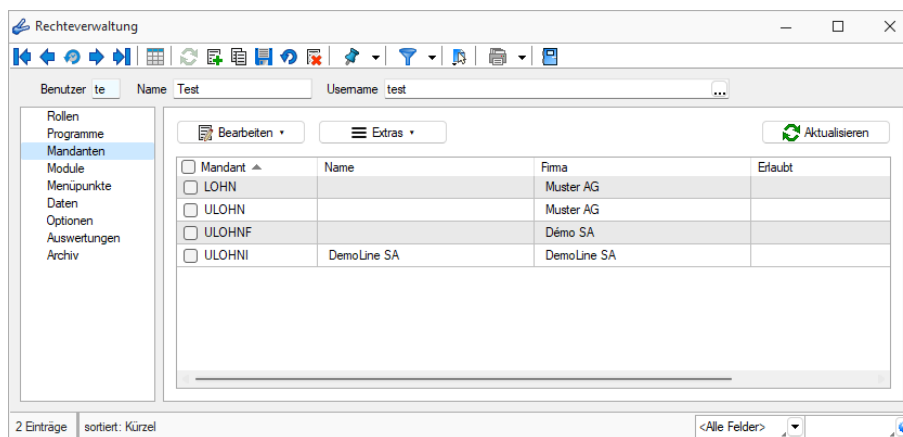 Rechteverwaltung
Benutzer te Name Test Username test ...
Rollen
Programme
Mandanten
Module
Menüpunkte
Daten
Optionen
Auswertungen
Archiv
Bearbeiten Extras Aktualisieren
Mandant Name Firma Erlaubt
LOHN Muster AG
ULOHN Muster AG
ULOHNF Démo SA
ULOHNI DemoLine SA DemoLine SA
2 Einträge sortiert: Kürzel <Alle Felder>